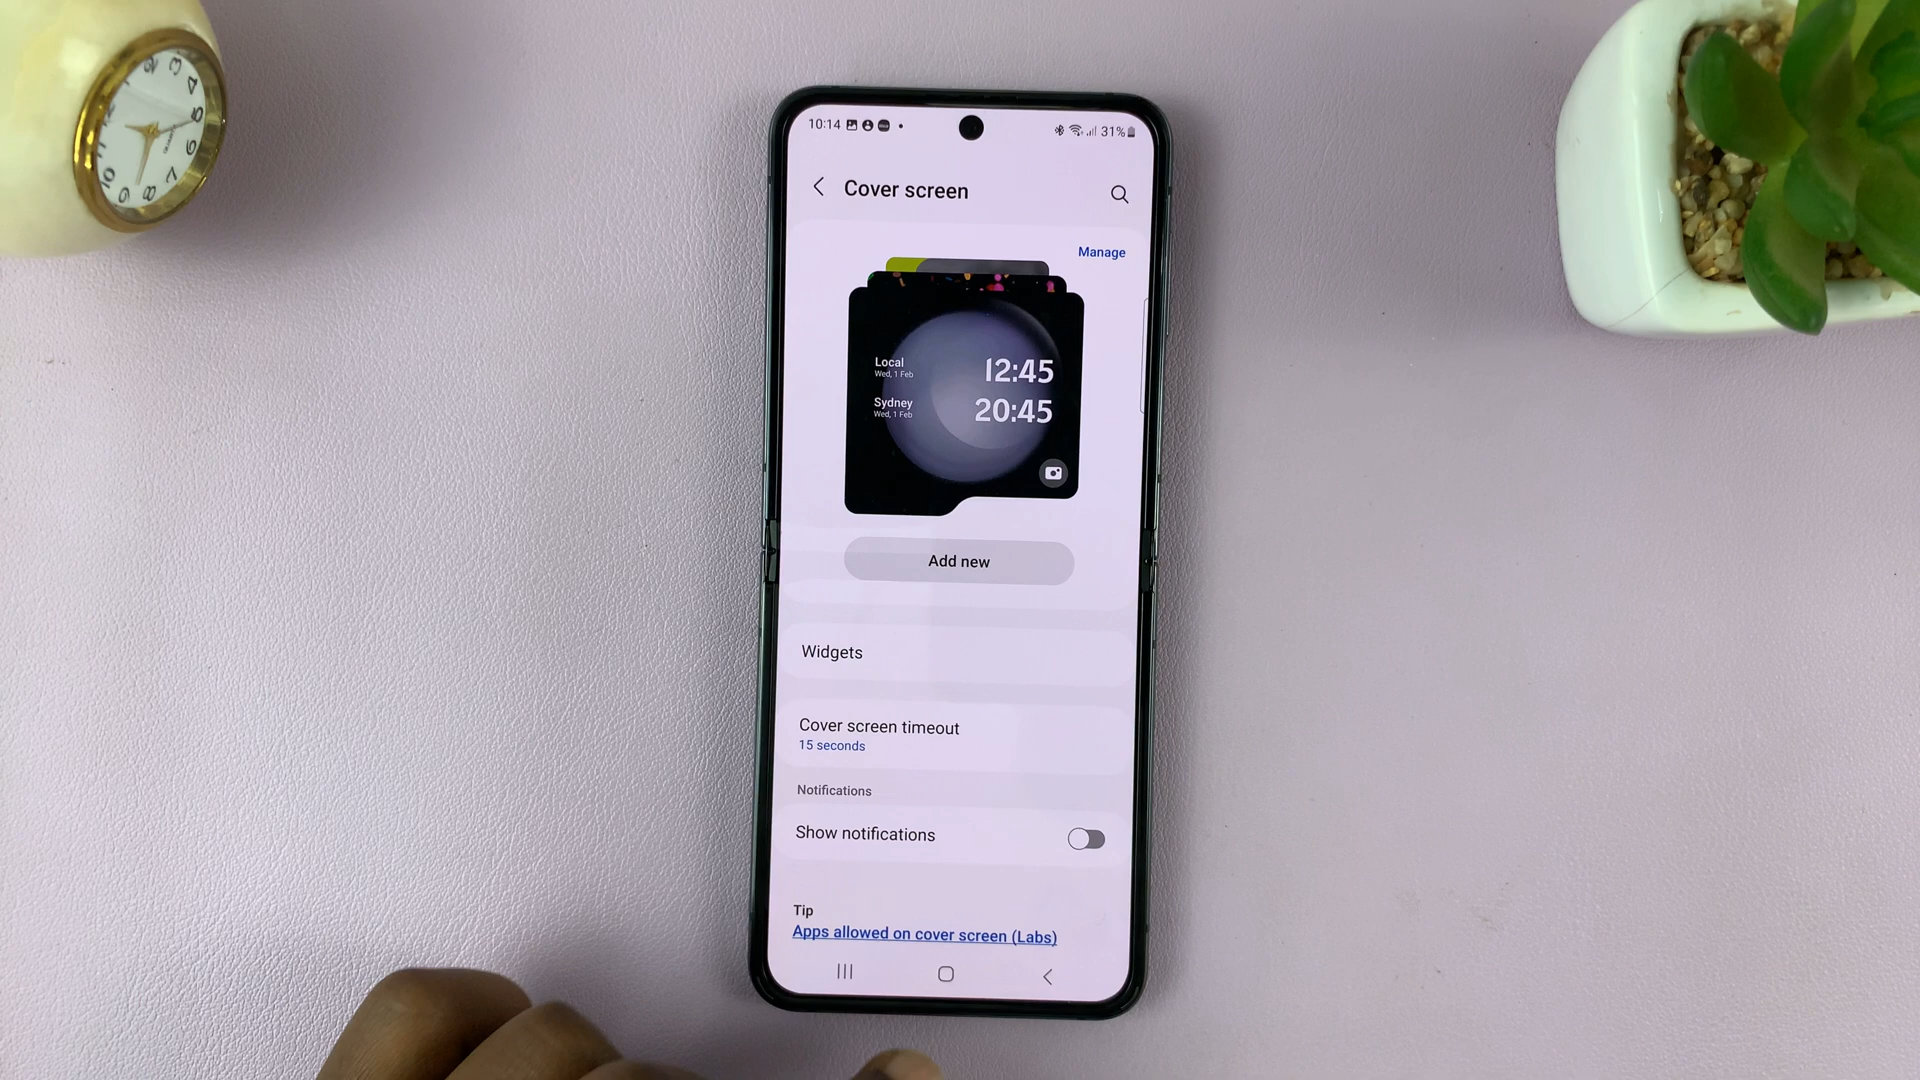 10:14
31%
Cover screen
Manage
Local
Wed, 1 Feb
12:45
Sydney
Wed, 1 Feb
20:45
Add new
Widgets
Cover screen timeout
15 seconds
Notifications
Show notifications
Tip
Apps allowed on cover screen (Labs)